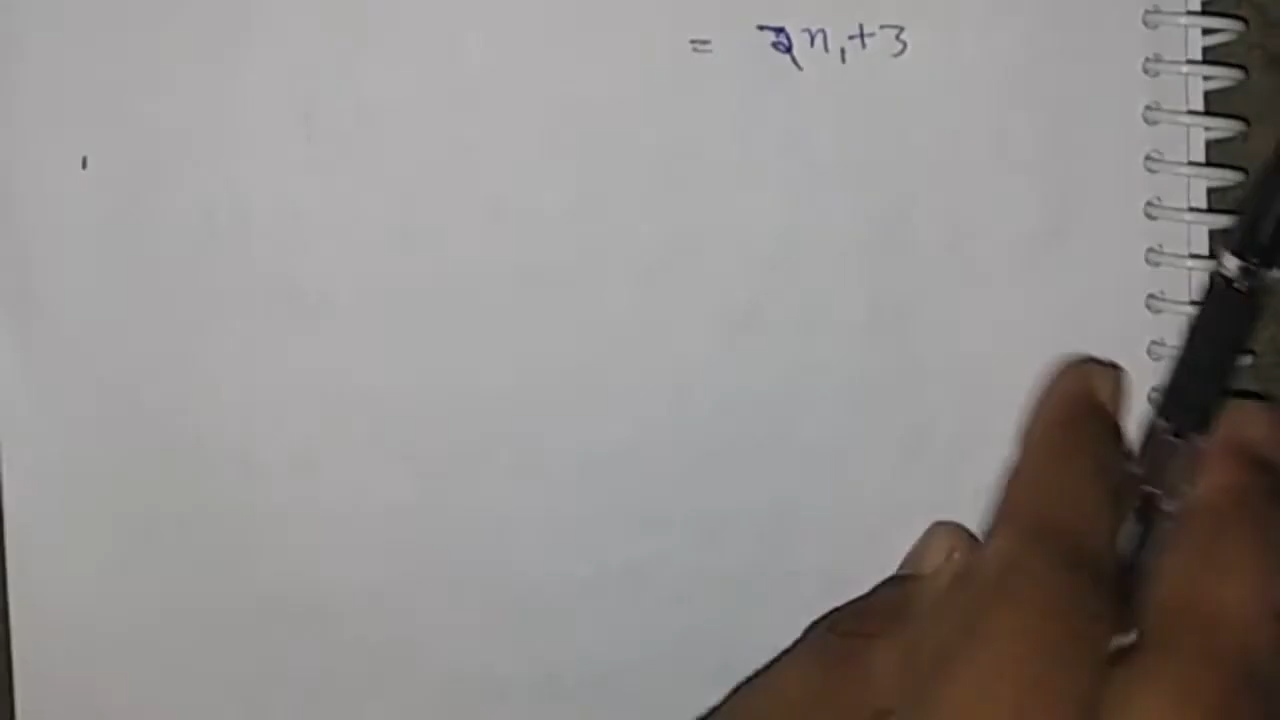 = 2n₁+3